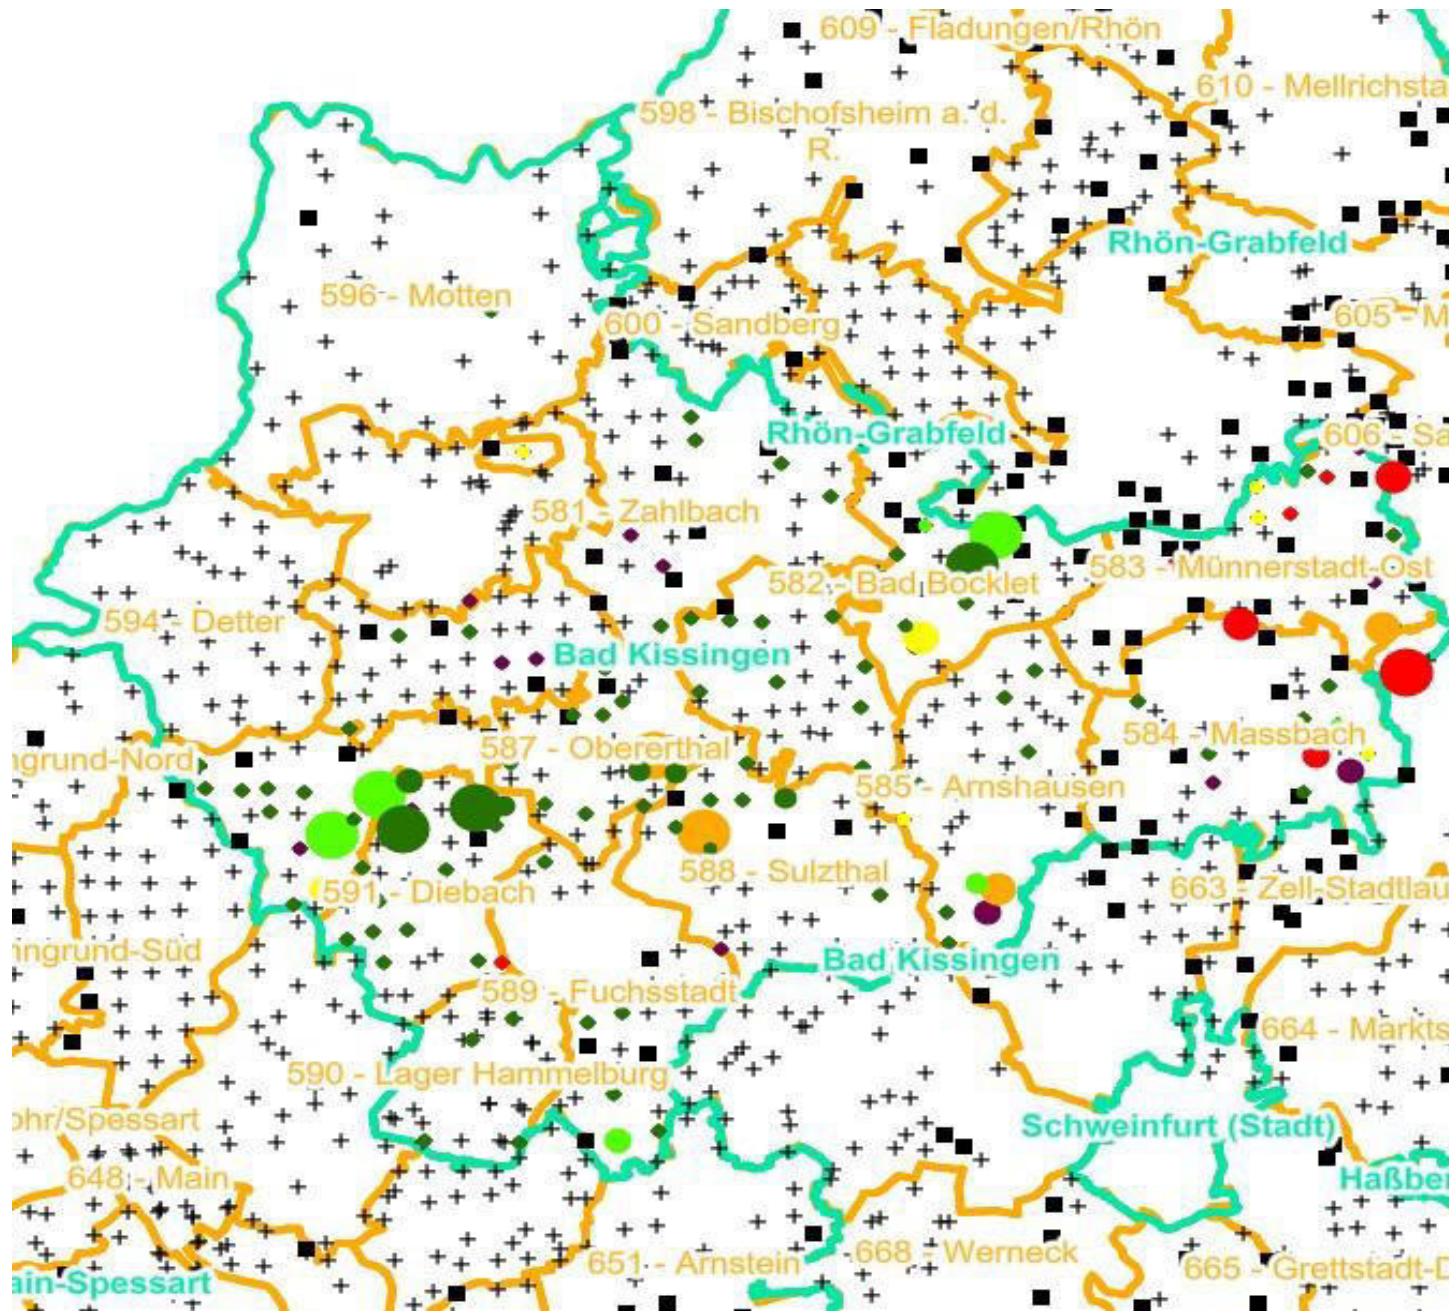 609 - Fladungen/Rhön
610 - Mellrichsta
598 - Bischofsheim a. d.
R.
Rhön-Grabfeld
596 - Motten
600 - Sandberg
605 - M
Rhön-Grabfeld
606 - Sa
581 - Zahlbach
582 - Bad Bocklet
583 - Münnerstadt-Ost
594 - Detter
Bad Kissingen
584 - Massbach
587 - Obererthal
ngrund-Nord
585 - Arnshausen
588 - Sulzthal
591 - Diebach
663 - Zell-Stadtlau
nngrund-Süd
Bad Kissingen
589 - Fuchsstadt
664 - Markts
590 - Lager Hammelburg
ohr/Spessart
Schweinfurt (Stadt)
648 - Main
Haßber
668 - Werneck
651 - Arnstein
665 - Grettstadt-D
ain-Spessart